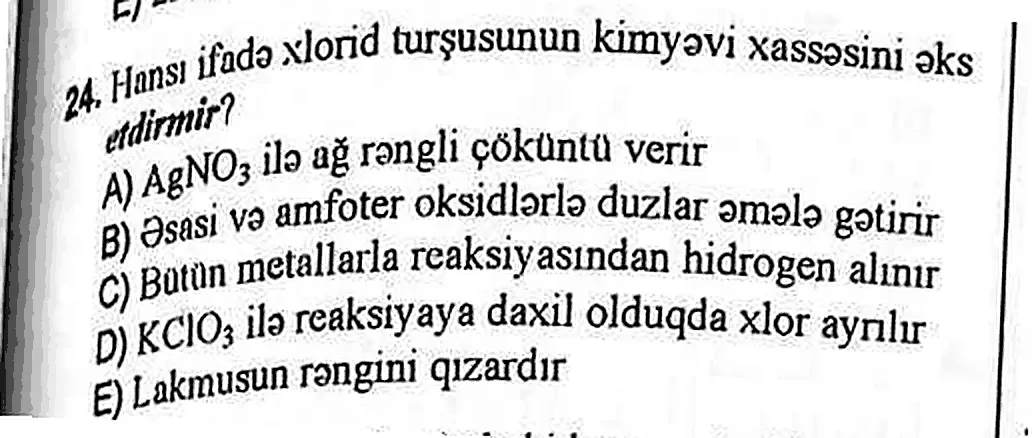 24. Hansı ifadə xlorid turşusunun kimyəvi xassəsini əks
etdirmir?
A) AgNO₃ ilə ağ rəngli çöküntü verir
B) Əsasi və amfoter oksidlərlə duzlar əmələ gətirir
C) Bütün metallarla reaksiyasından hidrogen alınır
D) KClO₃ ilə reaksiyaya daxil olduqda xlor ayrılır
E) Lakmusun rəngini qızardır